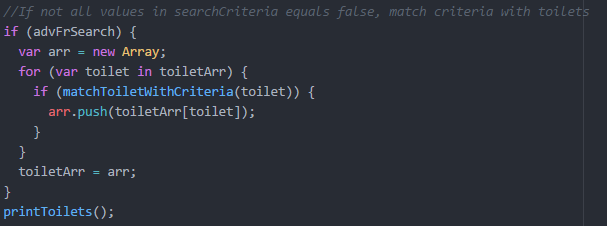 //If not all values in searchCriteria equals false, match criteria with toilets
if (advFrSearch) {
  var arr = new Array;
  for (var toilet in toiletArr) {
    if (matchToiletWithCriteria(toilet)) {
      arr.push(toiletArr[toilet]);
    }
  }
  toiletArr = arr;
}
printToilets();